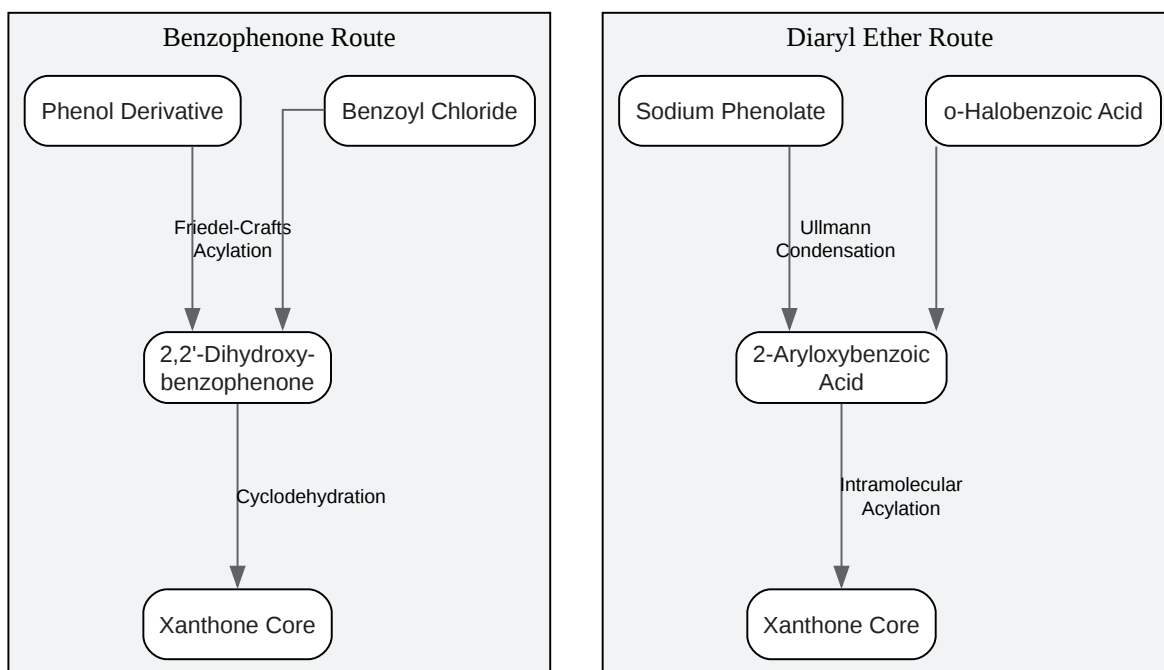 Benzophenone Route
Phenol Derivative
Benzoyl Chloride
Friedel-Crafts
Acylation
2,2'-Dihydroxy-
benzophenone
Cyclodehydration
Xanthone Core
Diaryl Ether Route
Sodium Phenolate
o-Halobenzoic Acid
Ullmann
Condensation
2-Aryloxybenzoic
Acid
Intramolecular
Acylation
Xanthone Core